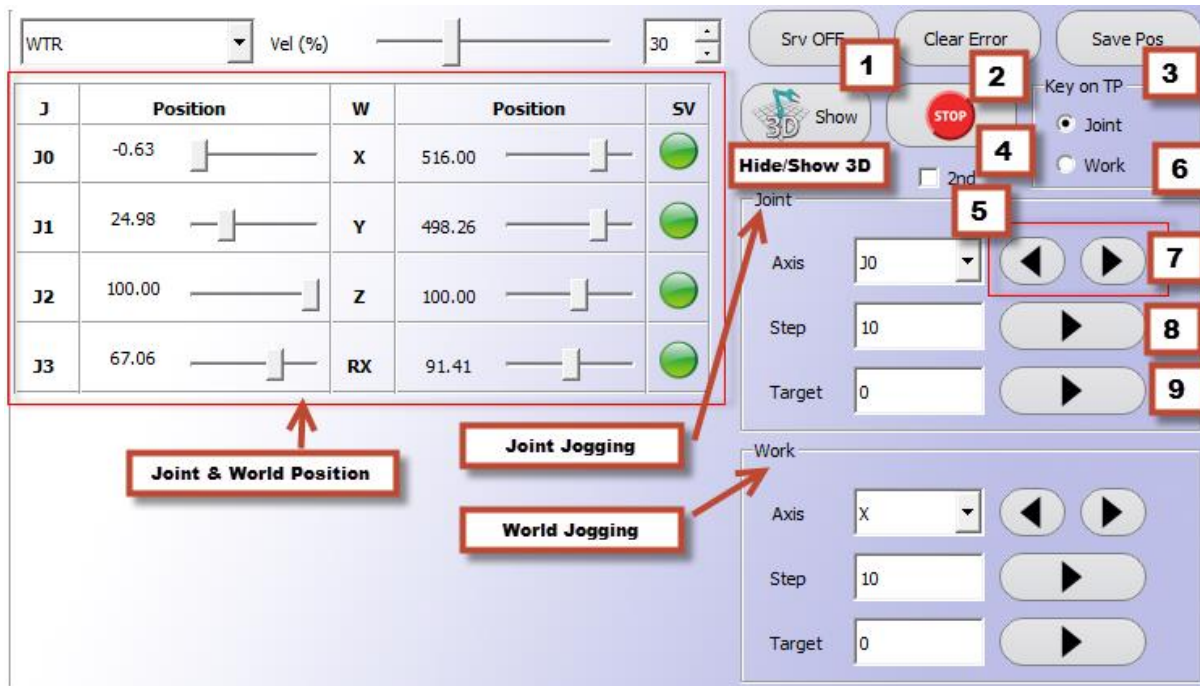 WTR Vel (%) 30 Srv OFF Clear Error Save Pos
1 2 3
Show STOP Key on TP
3D Joint
4
Hide/Show 3D 2nd Work 6
5
J Position W Position SV
J0 -0.63 X 516.00
J1 24.98 Y 498.26
J2 100.00 Z 100.00
J3 67.06 RX 91.41
Joint & World Position
Joint Jogging
World Jogging
Joint
Axis J0 7
Step 10 8
Target 0 9
Work
Axis X
Step 10
Target 0